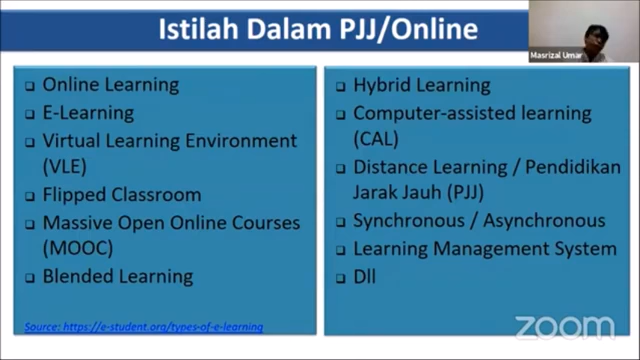 Istilah Dalam PJJ/Online
Masrizal Umar
Online Learning
E-Learning
Virtual Learning Environment
(VLE)
Flipped Classroom
Massive Open Online Courses
(MOOC)
Blended Learning
Source: https://e-student.org/types-of-e-learning
Hybrid Learning
Computer-assisted learning
(CAL)
Distance Learning / Pendidikan
Jarak Jauh (PJJ)
Synchronous / Asynchronous
Learning Management System
Dll
zoom